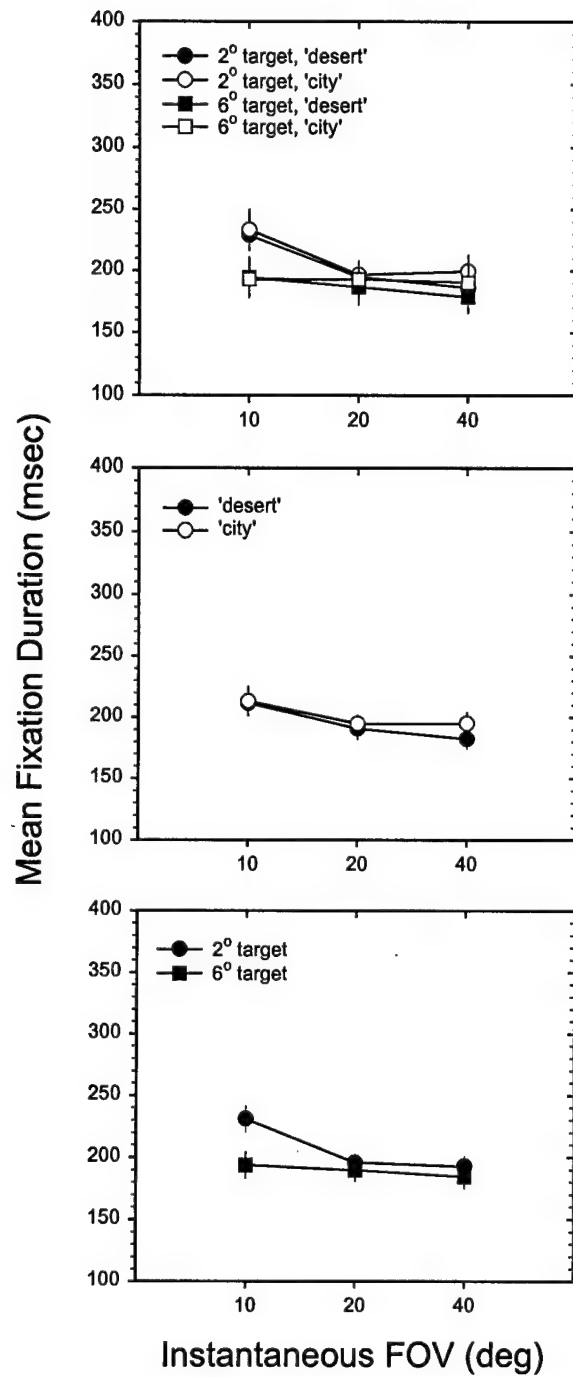 Mean Fixation Duration (msec)
400
350
300
250
200
150
100
2° target, 'desert'
2° target, 'city'
6° target, 'desert'
6° target, 'city'
10 20 40
400
350
300
250
200
150
100
'desert'
'city'
10 20 40
400
350
300
250
200
150
100
2° target
6° target
10 20 40
Instantaneous FOV (deg)